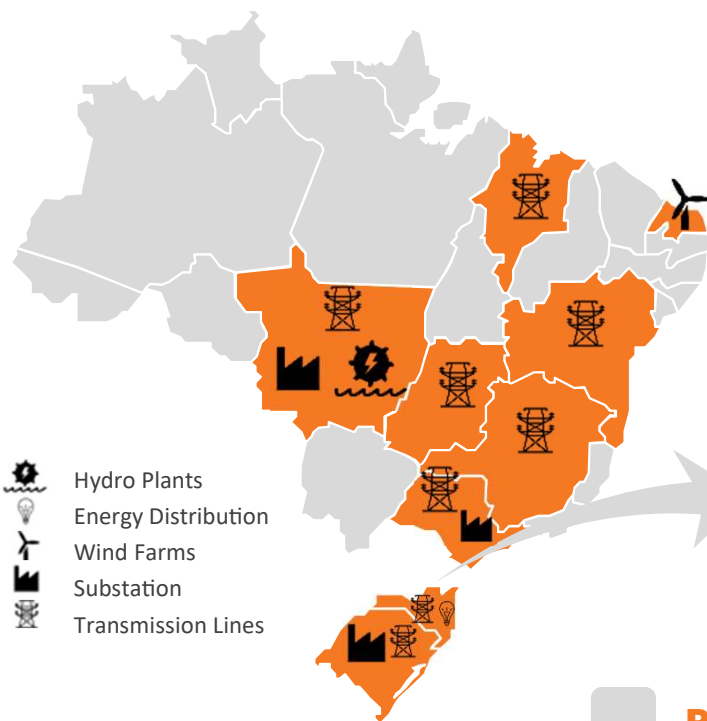 Hydro Plants
Energy Distribution
Wind Farms
Substation
Transmission Lines